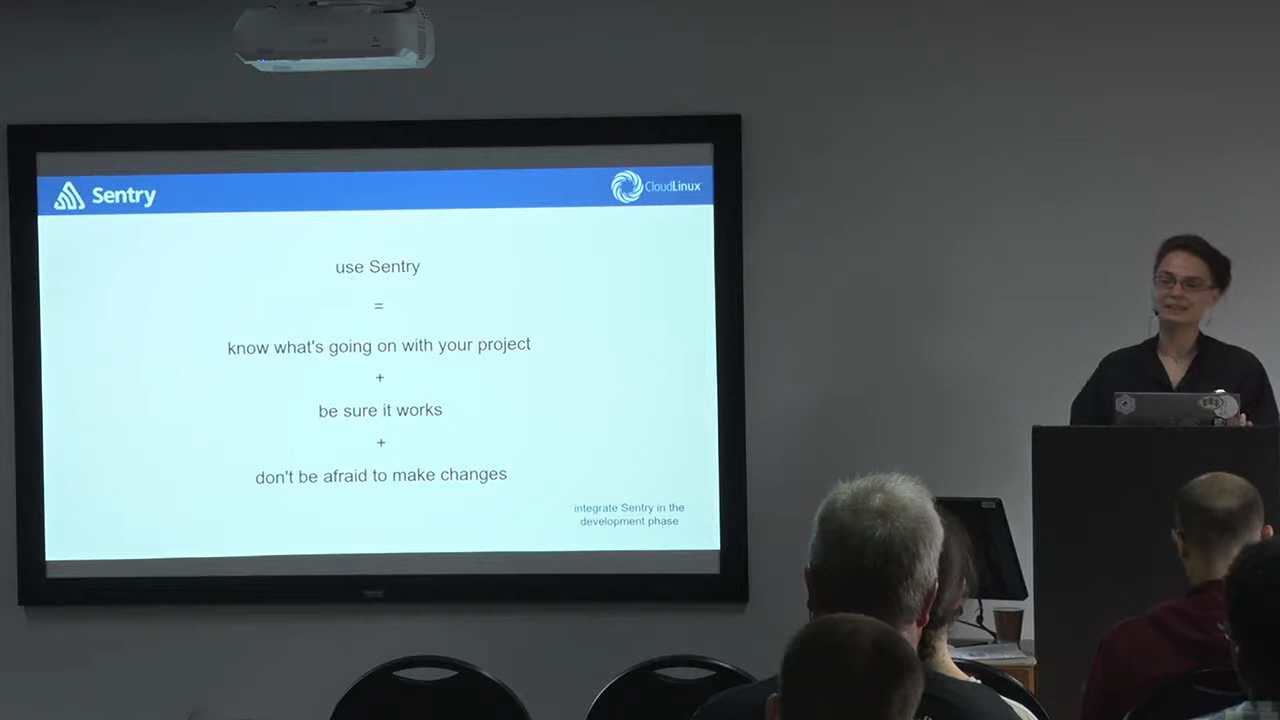 Sentry
CloudLinux
use Sentry
=
know what's going on with your project
+
be sure it works
+
don't be afraid to make changes
integrate Sentry in the
development phase